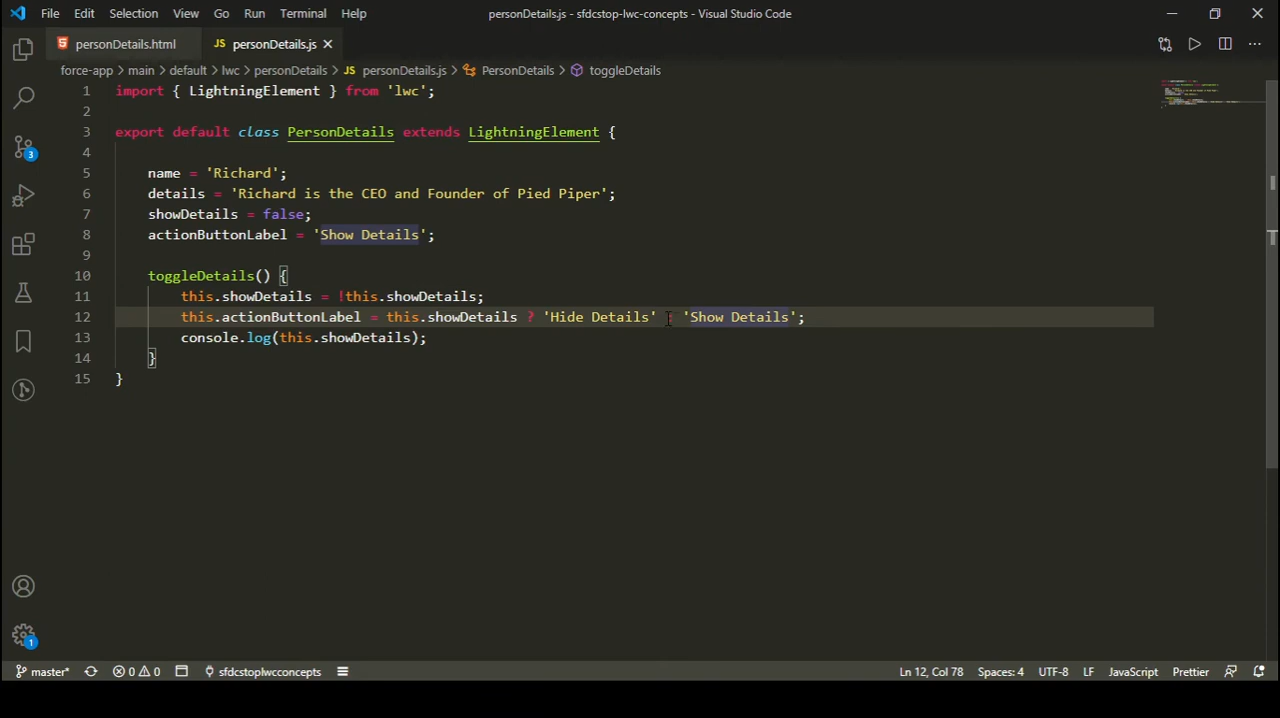 File Edit Selection View Go Run Terminal Help personDetails.js - sfdcstop-lwc-concepts - Visual Studio Code
personDetails.html JS personDetails.js
force-app > main > default > lwc > personDetails > JS personDetails.js > PersonDetails > toggleDetails
1 import { LightningElement } from 'lwc';
2
3 export default class PersonDetails extends LightningElement {
4
5 name = 'Richard';
6 details = 'Richard is the CEO and Founder of Pied Piper';
7 showDetails = false;
8 actionButtonLabel = 'Show Details';
9
10 toggleDetails() {
11 this.showDetails = !this.showDetails;
12 this.actionButtonLabel = this.showDetails ? 'Hide Details' : 'Show Details';
13 console.log(this.showDetails);
14 }
15 }
3
1
master* 0 0 sfdcstoplwcconcepts Ln 12, Col 78 Spaces: 4 UTF-8 LF JavaScript Prettier